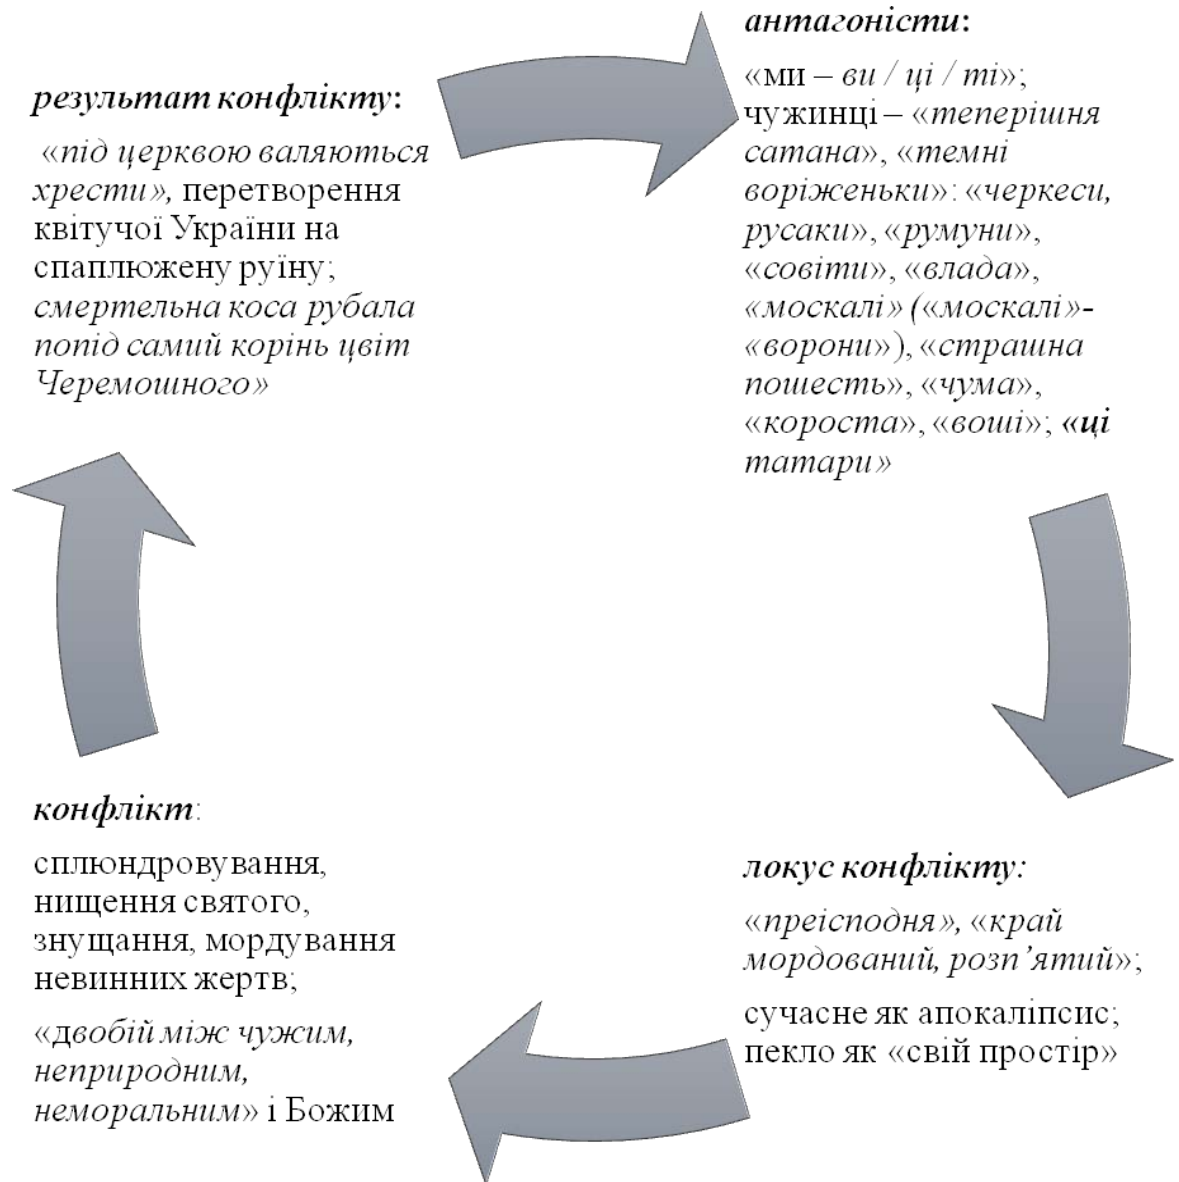 антагоністи:
«ми – ви / ці / ті»;
чужинці – «теперішня
сатана», «темні
воріженьки»: «черкеси,
русаки», «румуни»,
«совіти», «влада»,
«москалі» («москалі»-
«ворони»), «страшна
пошесть», «чума»,
«короста», «воші»; «ці
татари»
локус конфлікту:
«преісподня», «край
мордований, розп’ятий»;
сучасне як апокаліпсис;
пекло як «свій простір»
конфлікт:
сплюндровування,
нищення святого,
знущання, мордування
невинних жертв;
«двобій між чужим,
неприродним,
неморальним» і Божим
результат конфлікту:
«під церквою валяються
хрести», перетворення
квітучої України на
сплюжену руїну;
смертельна коса рубала
попід самий корінь цвіт
Черемошного»